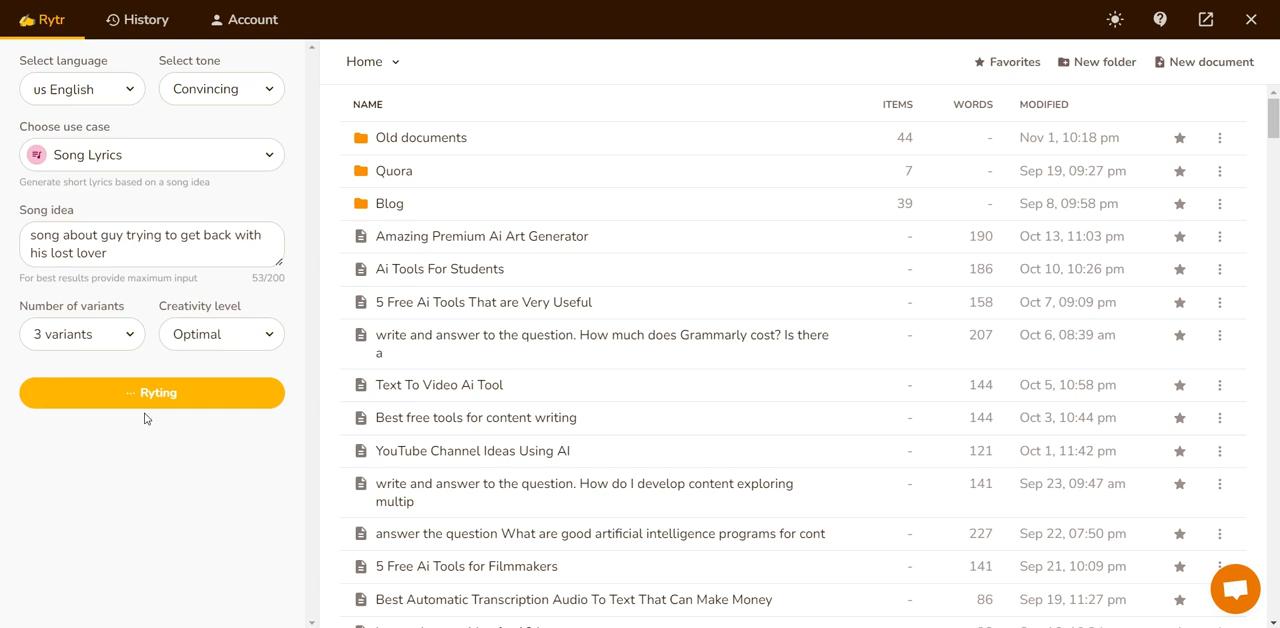 Rytr History Account
Select language Select tone
us English Convincing
Choose use case
Song Lyrics
Generate short lyrics based on a song idea
Song idea
song about guy trying to get back with
his lost lover
For best results provide maximum input 53/200
Number of variants Creativity level
3 variants Optimal
··· Ryting
Home Favorites New folder New document
NAME ITEMS WORDS MODIFIED
Old documents 44 - Nov 1, 10:18 pm
Quora 7 - Sep 19, 09:27 pm
Blog 39 - Sep 8, 09:58 pm
Amazing Premium Ai Art Generator - 190 Oct 13, 11:03 pm
Ai Tools For Students - 186 Oct 10, 10:26 pm
5 Free Ai Tools That are Very Useful - 158 Oct 7, 09:09 pm
write and answer to the question. How much does Grammarly cost? Is there - 207 Oct 6, 08:39 am
a
Text To Video Ai Tool - 144 Oct 5, 10:58 pm
Best free tools for content writing - 144 Oct 3, 10:44 pm
YouTube Channel Ideas Using AI - 121 Oct 1, 11:42 pm
write and answer to the question. How do I develop content exploring - 141 Sep 23, 09:47 am
multip
answer the question What are good artificial intelligence programs for cont - 227 Sep 22, 07:50 pm
5 Free Ai Tools for Filmmakers - 141 Sep 21, 10:09 pm
Best Automatic Transcription Audio To Text That Can Make Money - 86 Sep 19, 11:27 pm